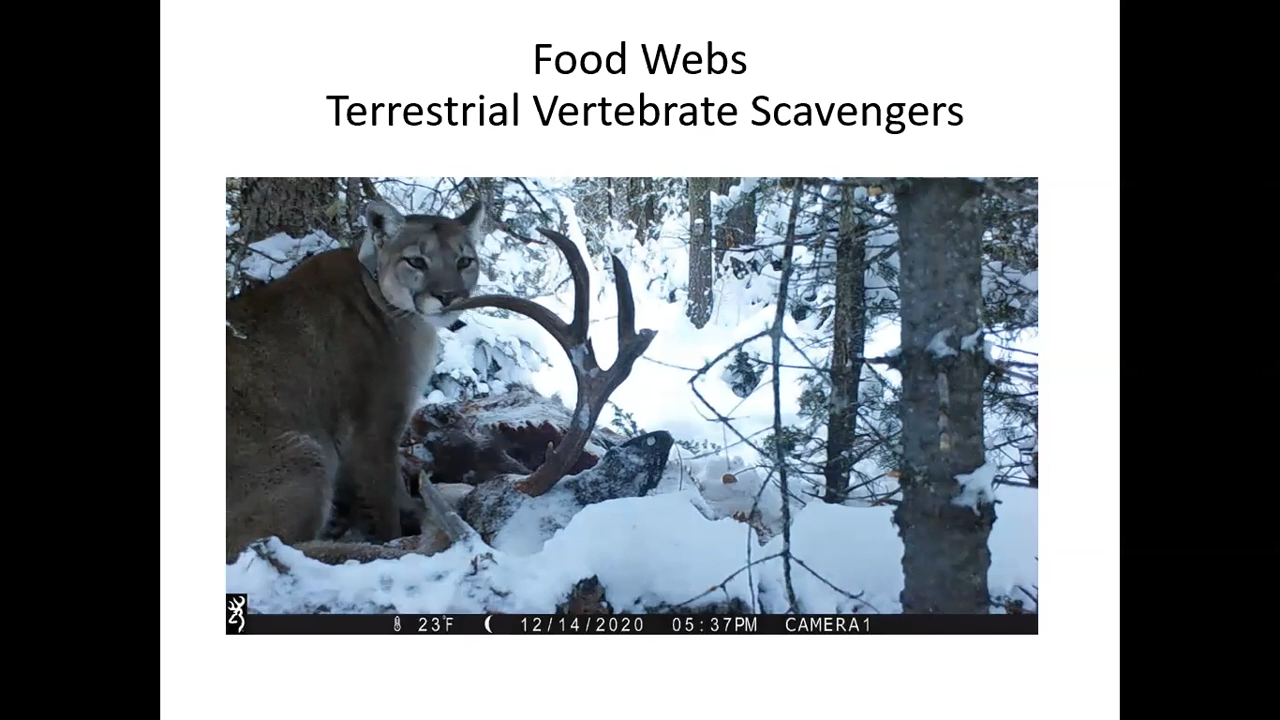 Food Webs
Terrestrial Vertebrate Scavengers
23°F 12/14/2020 05:37PM CAMERA1